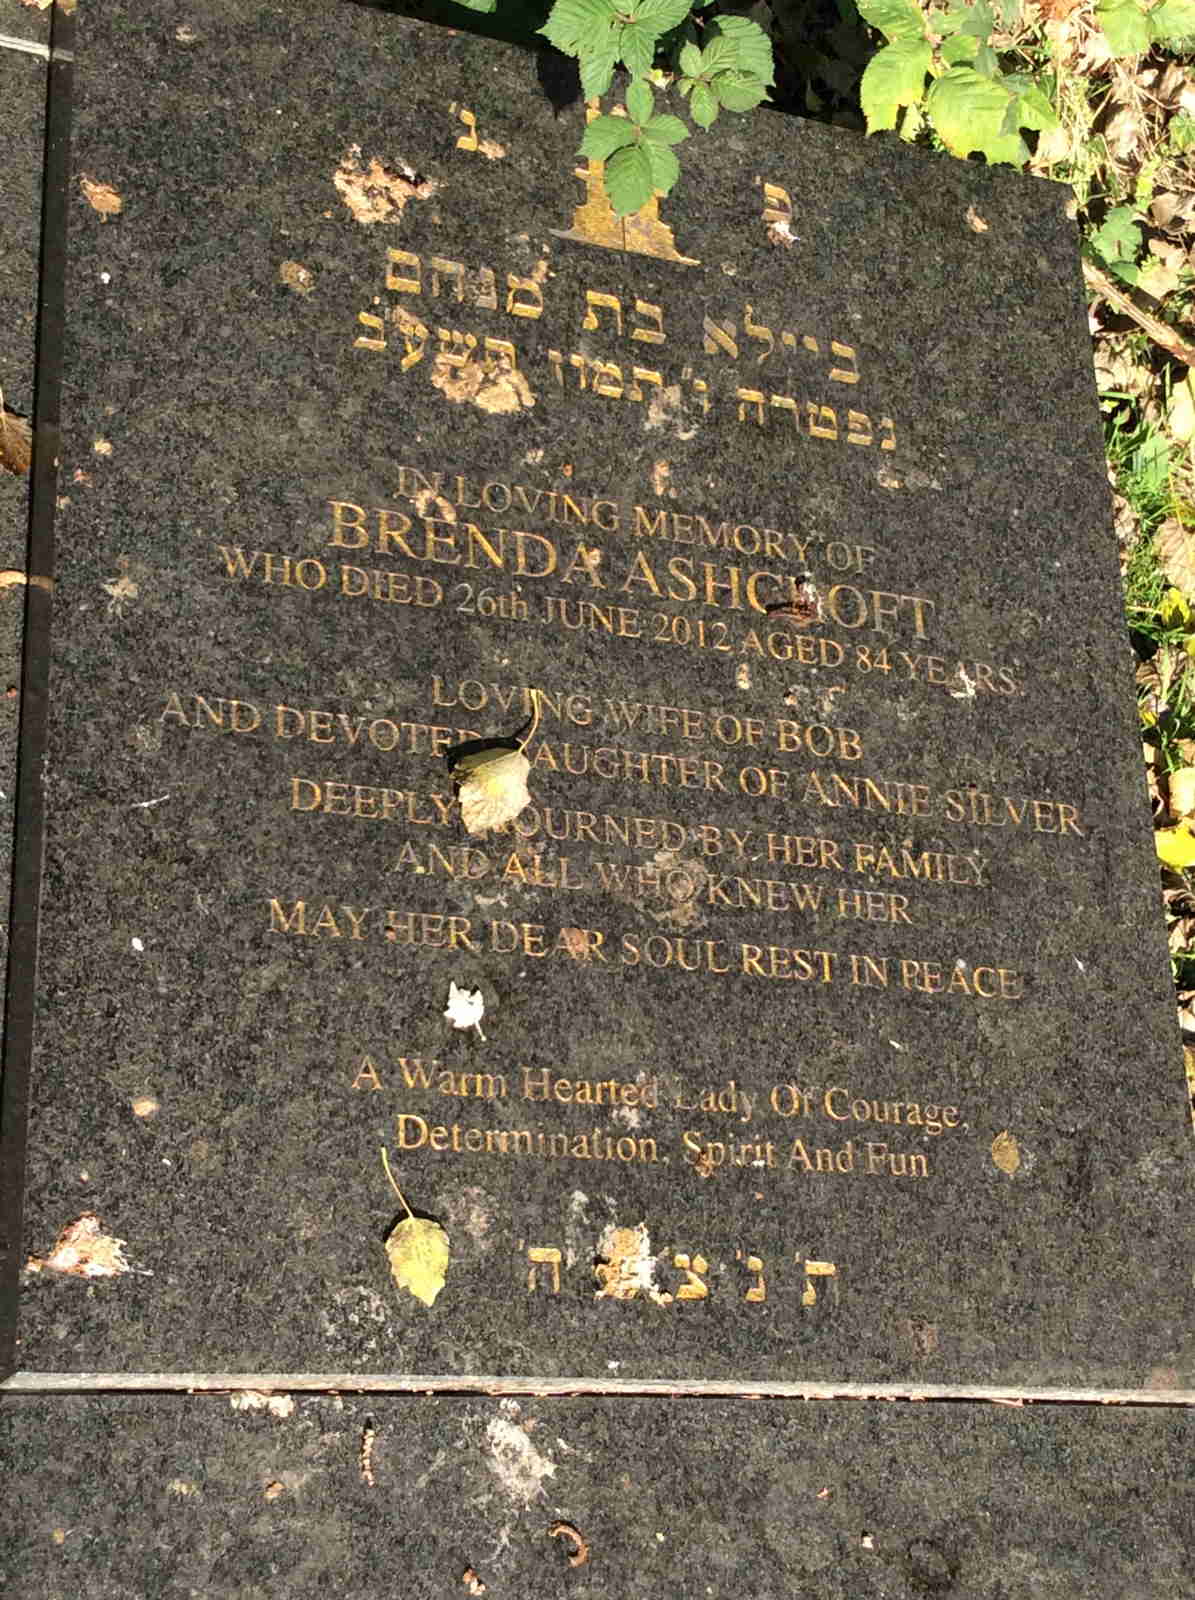 פ נ'
ביילא בת מנחם
נפטרה ו' תמוז תשע'ב
IN LOVING MEMORY OF
BRENDA ASHCROFT
WHO DIED 26th JUNE 2012 AGED 84 YEARS.
LOVING WIFE OF BOB
AND DEVOTED DAUGHTER OF ANNIE SILVER
DEEPLY MOURNED BY HER FAMILY
AND ALL WHO KNEW HER
MAY HER DEAR SOUL REST IN PEACE
A Warm Hearted Lady Of Courage,
Determination, Spirit And Fun
ת' נ' צ' ב' ה'